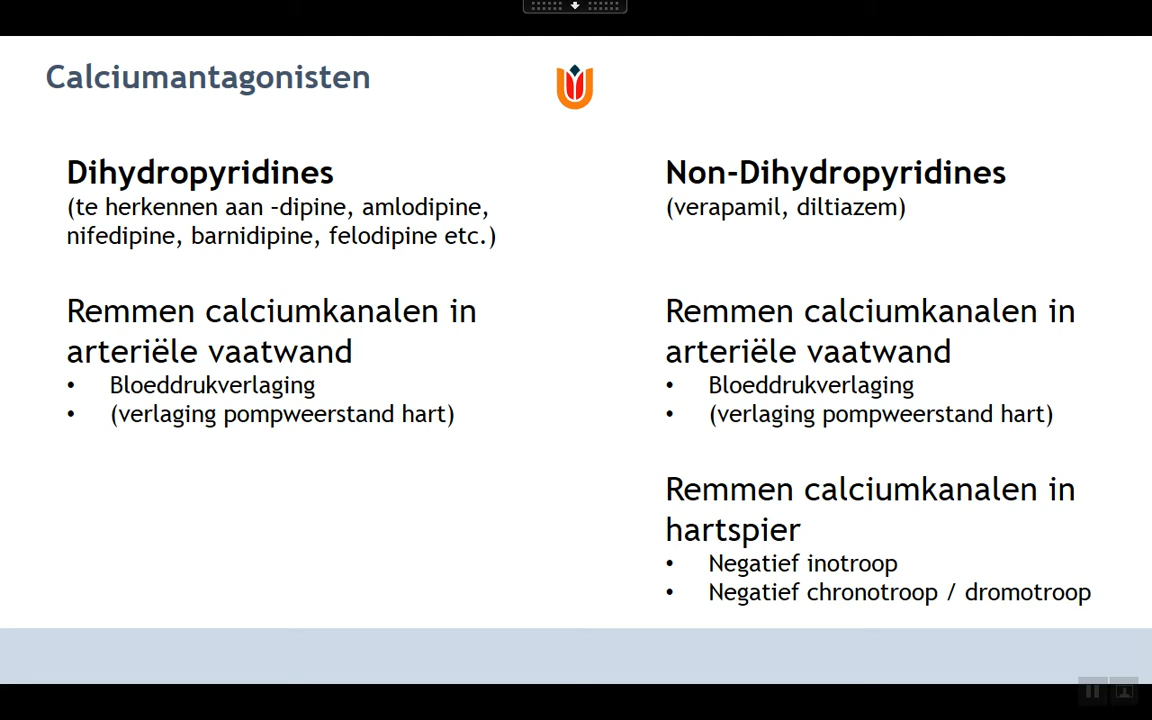 Calciumantagonisten
Dihydropyridines
(te herkennen aan –dipine, amlodipine,
nifedipine, barnidipine, felodipine etc.)
Remmen calciumkanalen in
arteriële vaatwand
• Bloeddrukverlaging
• (verlaging pompweerstand hart)
Non-Dihydropyridines
(verapamil, diltiazem)
Remmen calciumkanalen in
arteriële vaatwand
• Bloeddrukverlaging
• (verlaging pompweerstand hart)
Remmen calciumkanalen in
hartspier
• Negatief inotroop
• Negatief chronotroop / dromotroop